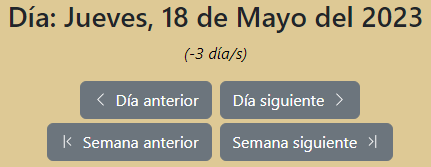 Día: Jueves, 18 de Mayo del 2023
(-3 día/s)
Día anterior Día siguiente
Semana anterior Semana siguiente